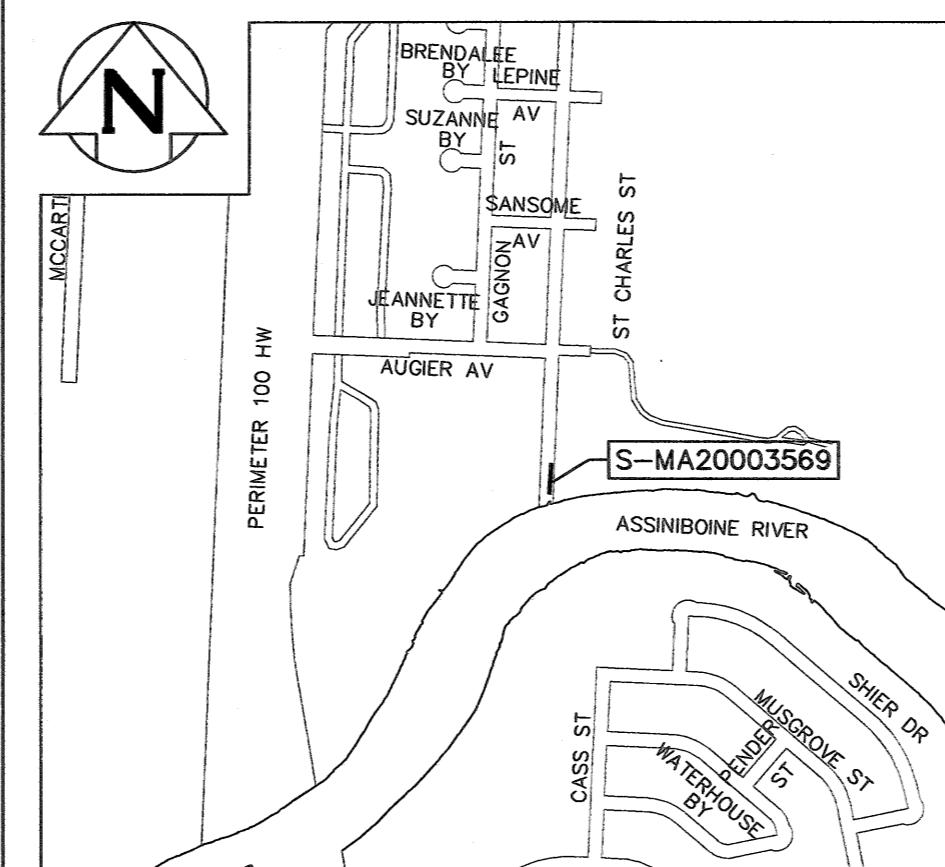 N
BRENDALEE
BY
LEPINE
AV
SUZANNE
BY
ST
SANSOME
AV
GAGNON
JEANNETTE
BY
ST CHARLES ST
MCCART
PERIMETER 100 HW
AUGIER AV
S-MA20003569
ASSINIBOINE RIVER
SHIER DR
MUSGROVE ST
PENDER
ST
CASS ST
WATERHOUSE
BY